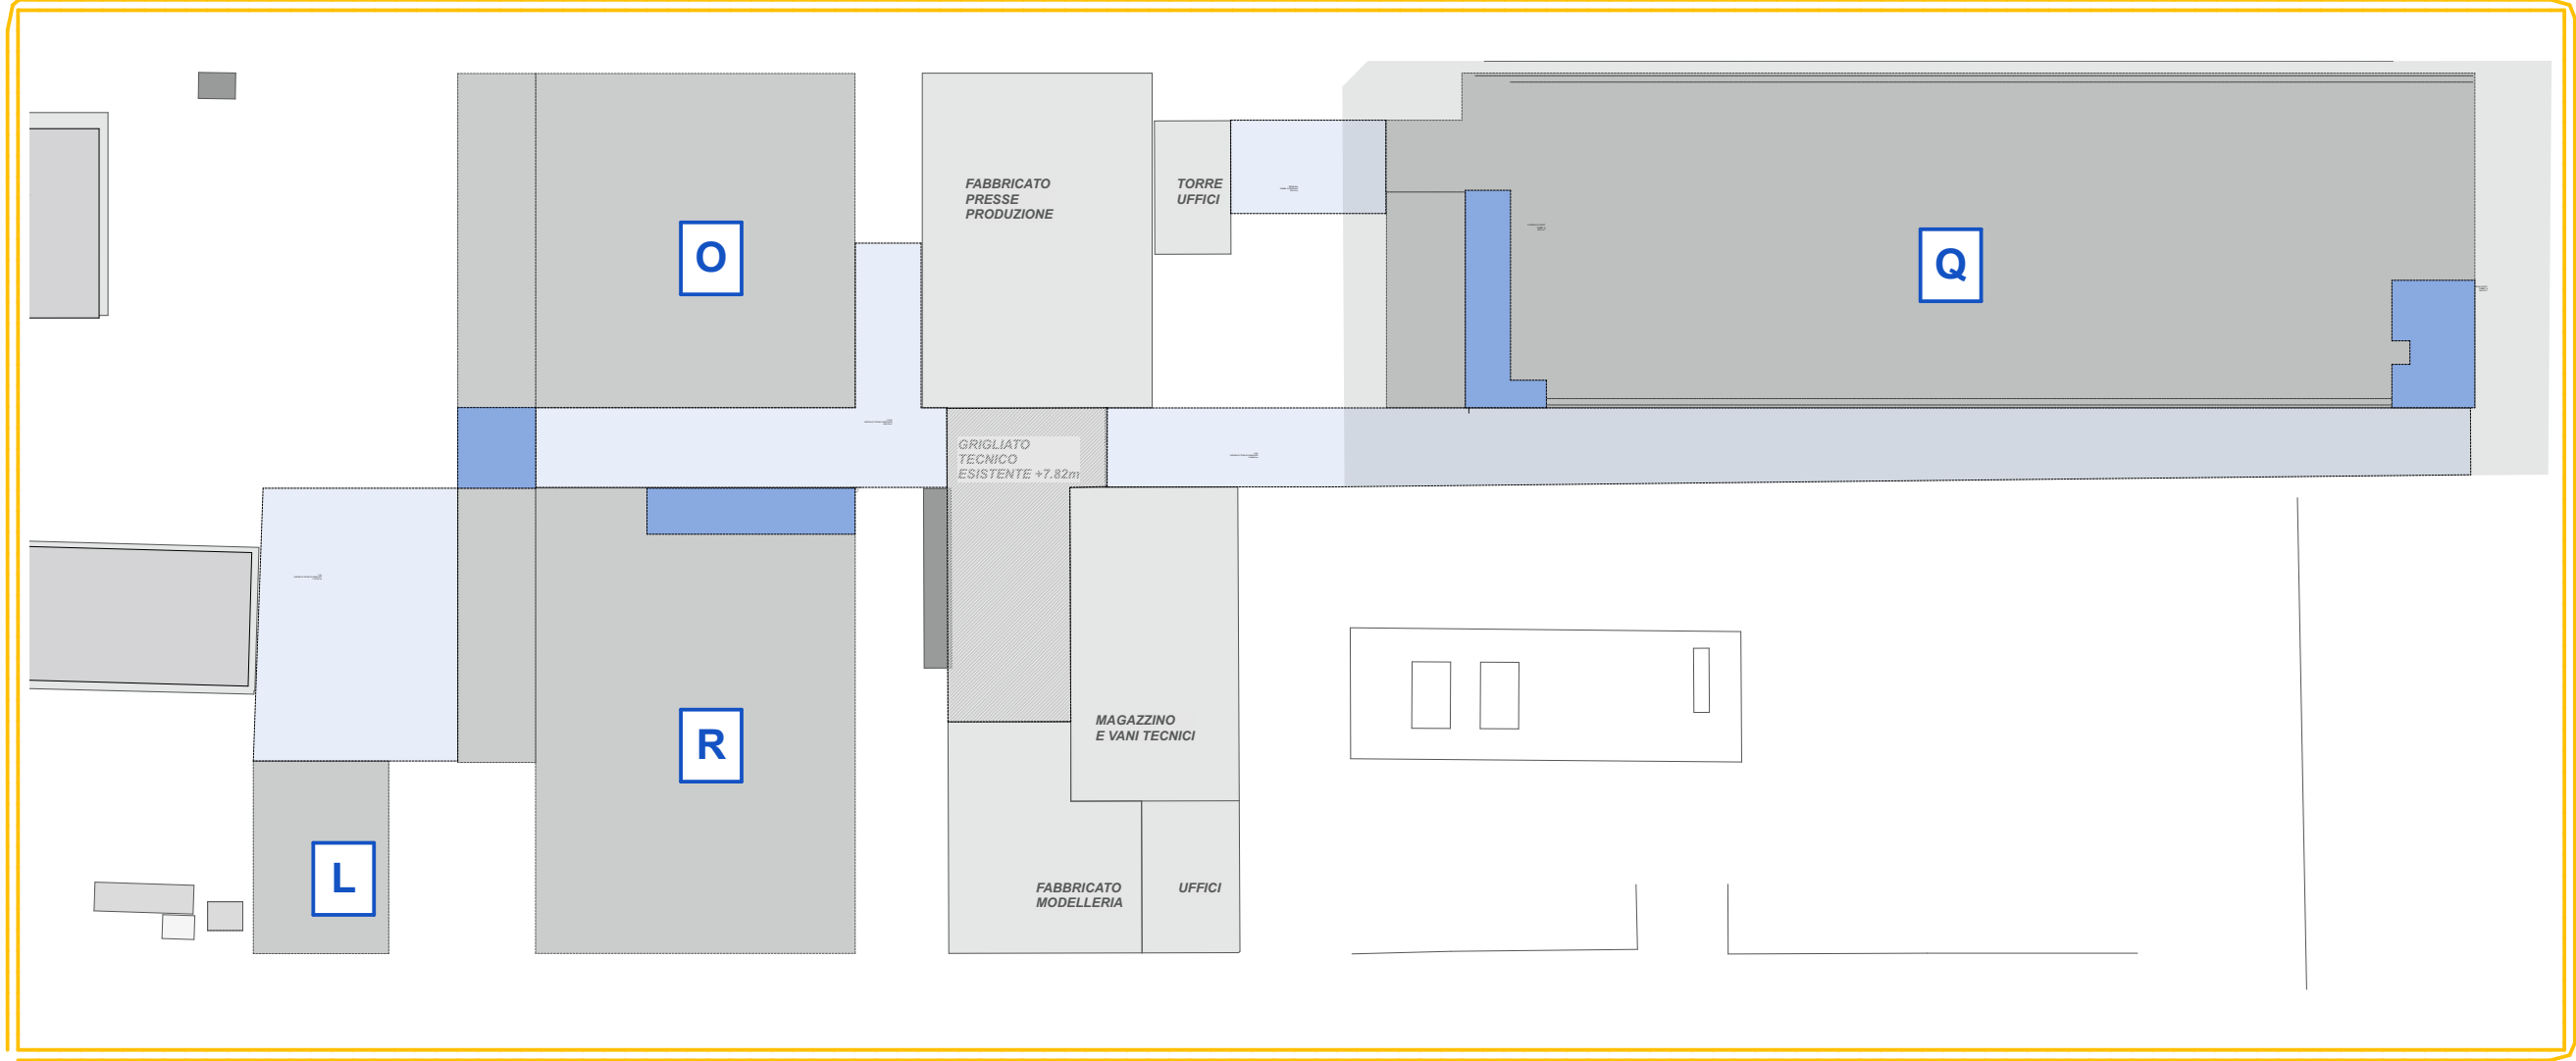 FABBRICATO
PRESSE
PRODUZIONE
TORRE
UFFICI
O
Q
GRIGLIATO
TECNICO
ESISTENTE +7.82m
MAGAZZINO
E VANI TECNICI
R
L
FABBRICATO
MODELLERIA
UFFICI